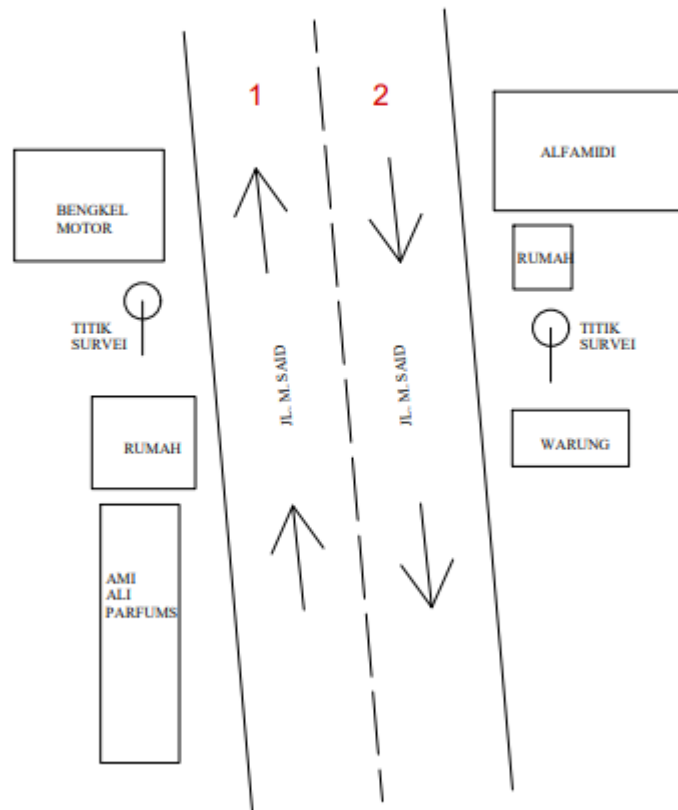 1
2
ALFAMIDI
BENGKEL
MOTOR
RUMAH
TITIK
SURVEI
TITIK
SURVEI
JL. M. SAID
JL. M. SAID
RUMAH
WARUNG
AMI
ALI
PARFUMS